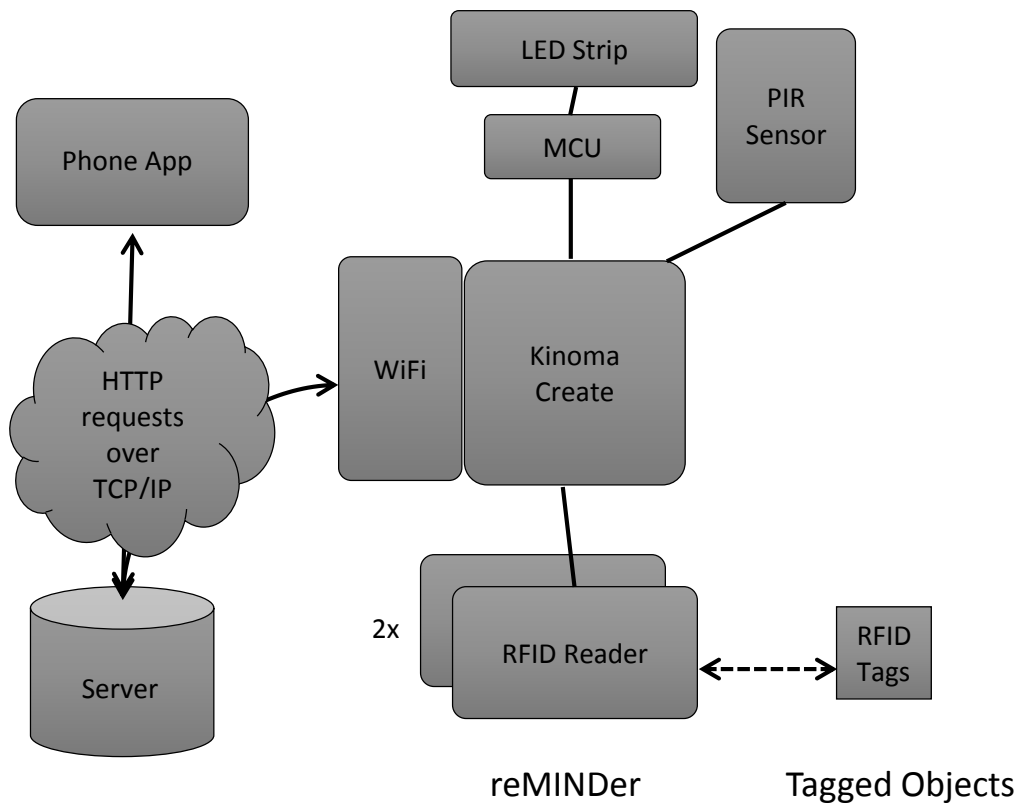 LED Strip
PIR
Sensor
MCU
Phone App
HTTP
requests
over
TCP/IP
WiFi
Kinoma
Create
2x
RFID Reader
RFID
Tags
Server
reMINDer
Tagged Objects